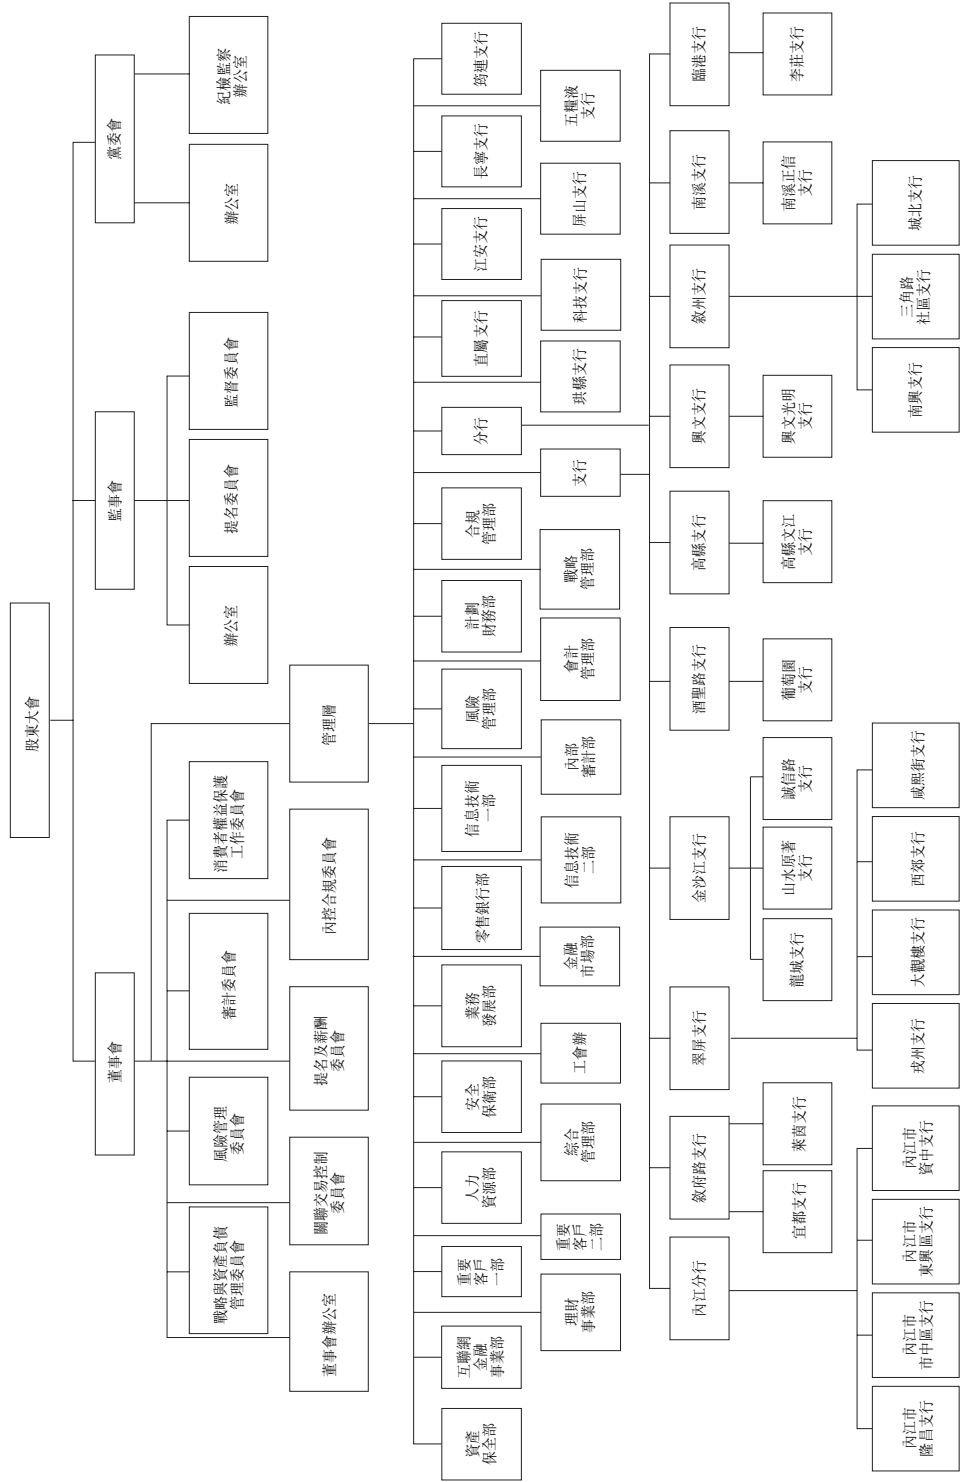 股東大會
董事會
監事會
黨委會
戰略與資產負債
管理委員會
風險管理
委員會
審計委員會
消費者權益保護
工作委員會
辦公室
提名委員會
監督委員會
辦公室
紀檢監察
辦公室
董事會辦公室
關聯交易控制
委員會
提名及薪酬
委員會
內控合規委員會
管理層
資產
保全部
互聯網
金融
事業部
重要
客戶
一部
人力
資源部
安全
保衛部
業務
發展部
零售銀行部
信息技術
一部
風險
管理部
計劃
財務部
合規
管理部
分行
直屬支行
江安支行
長寧支行
筠連支行
理財
事業部
重要
客戶
二部
綜合
管理部
工會辦
金融
市場部
信息技術
二部
內部
審計部
會計
管理部
戰略
管理部
支行
珙縣支行
科技支行
屏山支行
五糧液
支行
內江分行
敘府路支行
翠屏支行
金沙江支行
酒聖路支行
高縣支行
興文支行
敘州支行
南溪支行
臨港支行
宜都支行
萊茵支行
龍城支行
山水原著
支行
誠信路
支行
葡萄園
支行
高縣文江
支行
興文光明
支行
南溪正信
支行
李莊支行
內江市
隆昌支行
內江市
市中區支行
內江市
東興區支行
內江市
資中支行
戎州支行
大觀樓支行
西郊支行
咸熙街支行
南興支行
三角路
社區支行
城北支行